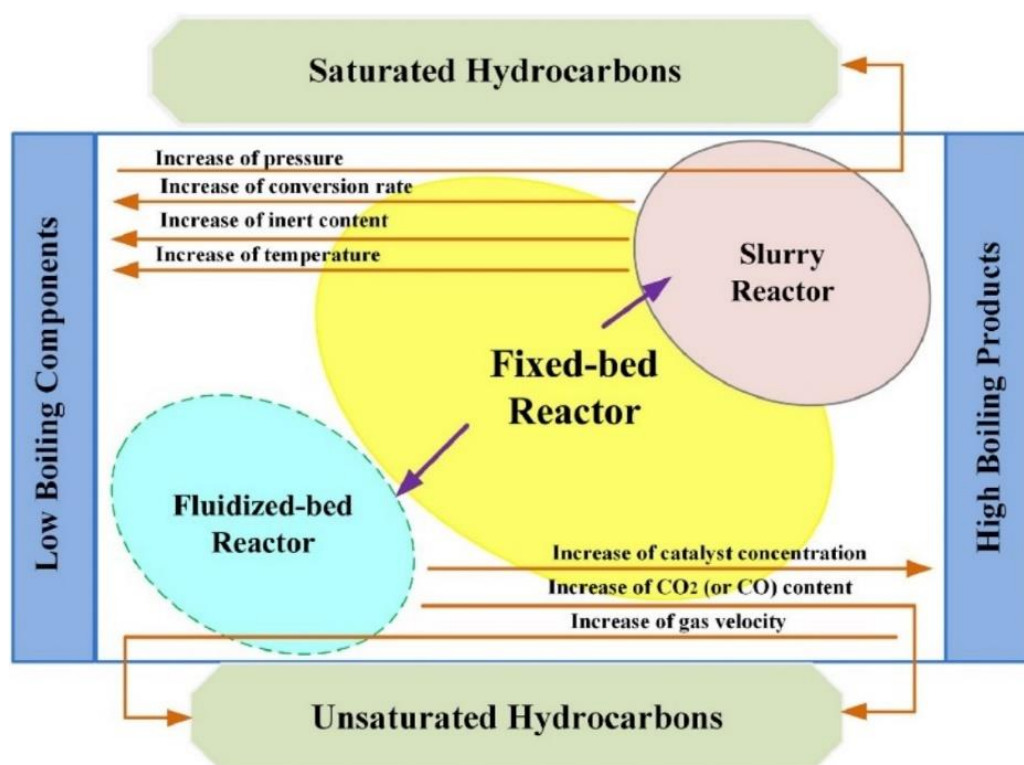 Saturated Hydrocarbons
Increase of pressure
Increase of conversion rate
Increase of inert content
Increase of temperature
Low Boiling Components
High Boiling Products
Slurry
Reactor
Fixed-bed
Reactor
Fluidized-bed
Reactor
Increase of catalyst concentration
Increase of CO2 (or CO) content
Increase of gas velocity
Unsaturated Hydrocarbons